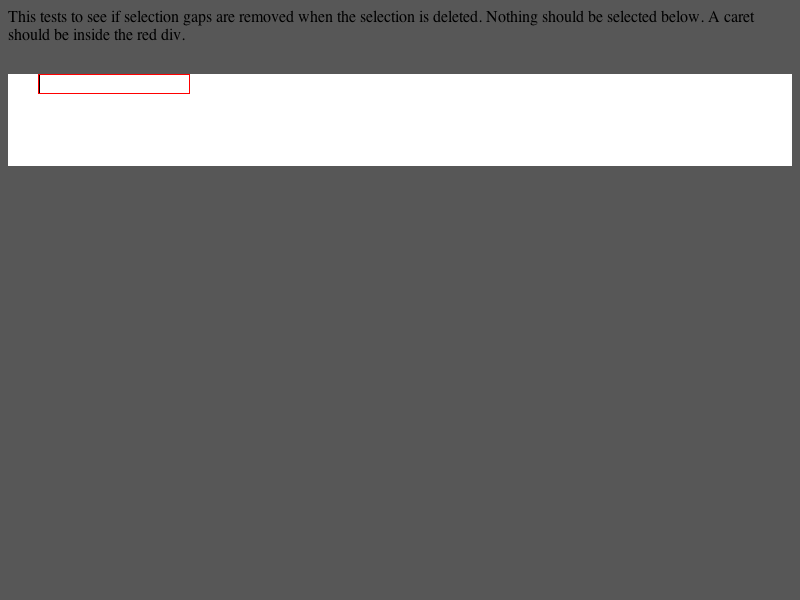 This tests to see if selection gaps are removed when the selection is deleted. Nothing should be selected below. A caret
should be inside the red div.